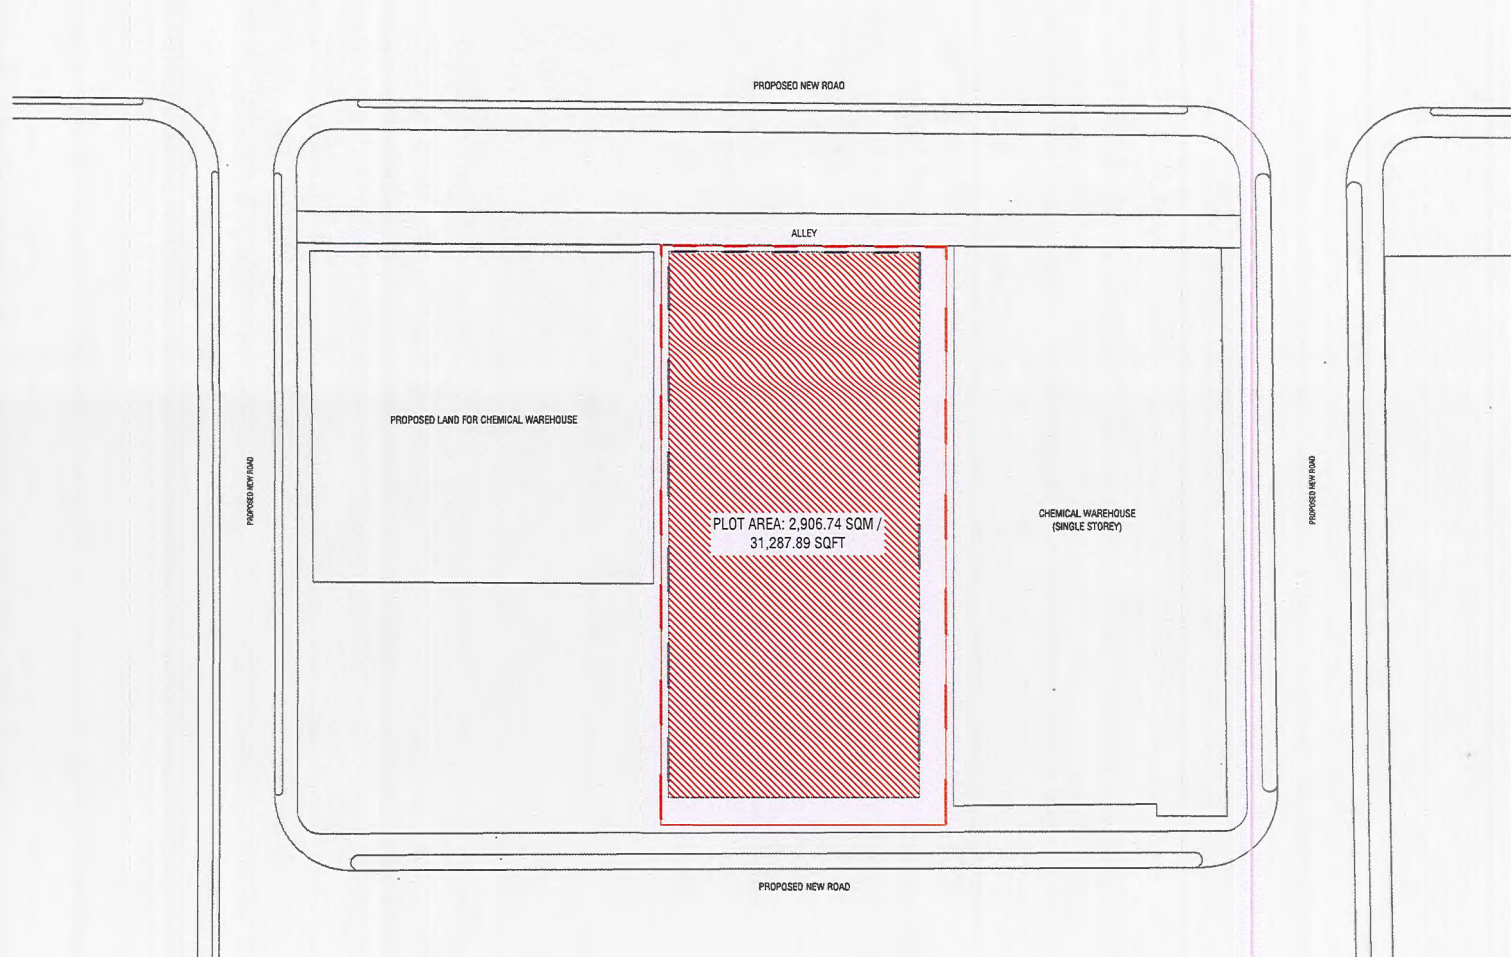 PROPOSED NEW ROAD
ALLEY
PROPOSED LAND FOR CHEMICAL WAREHOUSE
PROPOSED NEW ROAD
PLOT AREA: 2,906.74 SQM /
31,287.89 SQFT
CHEMICAL WAREHOUSE
(SINGLE STOREY)
PROPOSED NEW ROAD
PROPOSED NEW ROAD